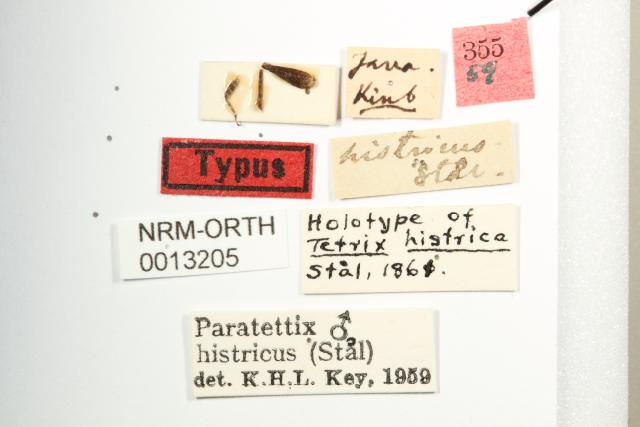 Java.
Kinb
355
59
Typus
histricus
Stål.
NRM-ORTH
0013205
Holotype of
Tetrix histrica
Stål, 1861.
Paratettix ♂
histricus (Stål)
det. K.H.L. Key, 1959